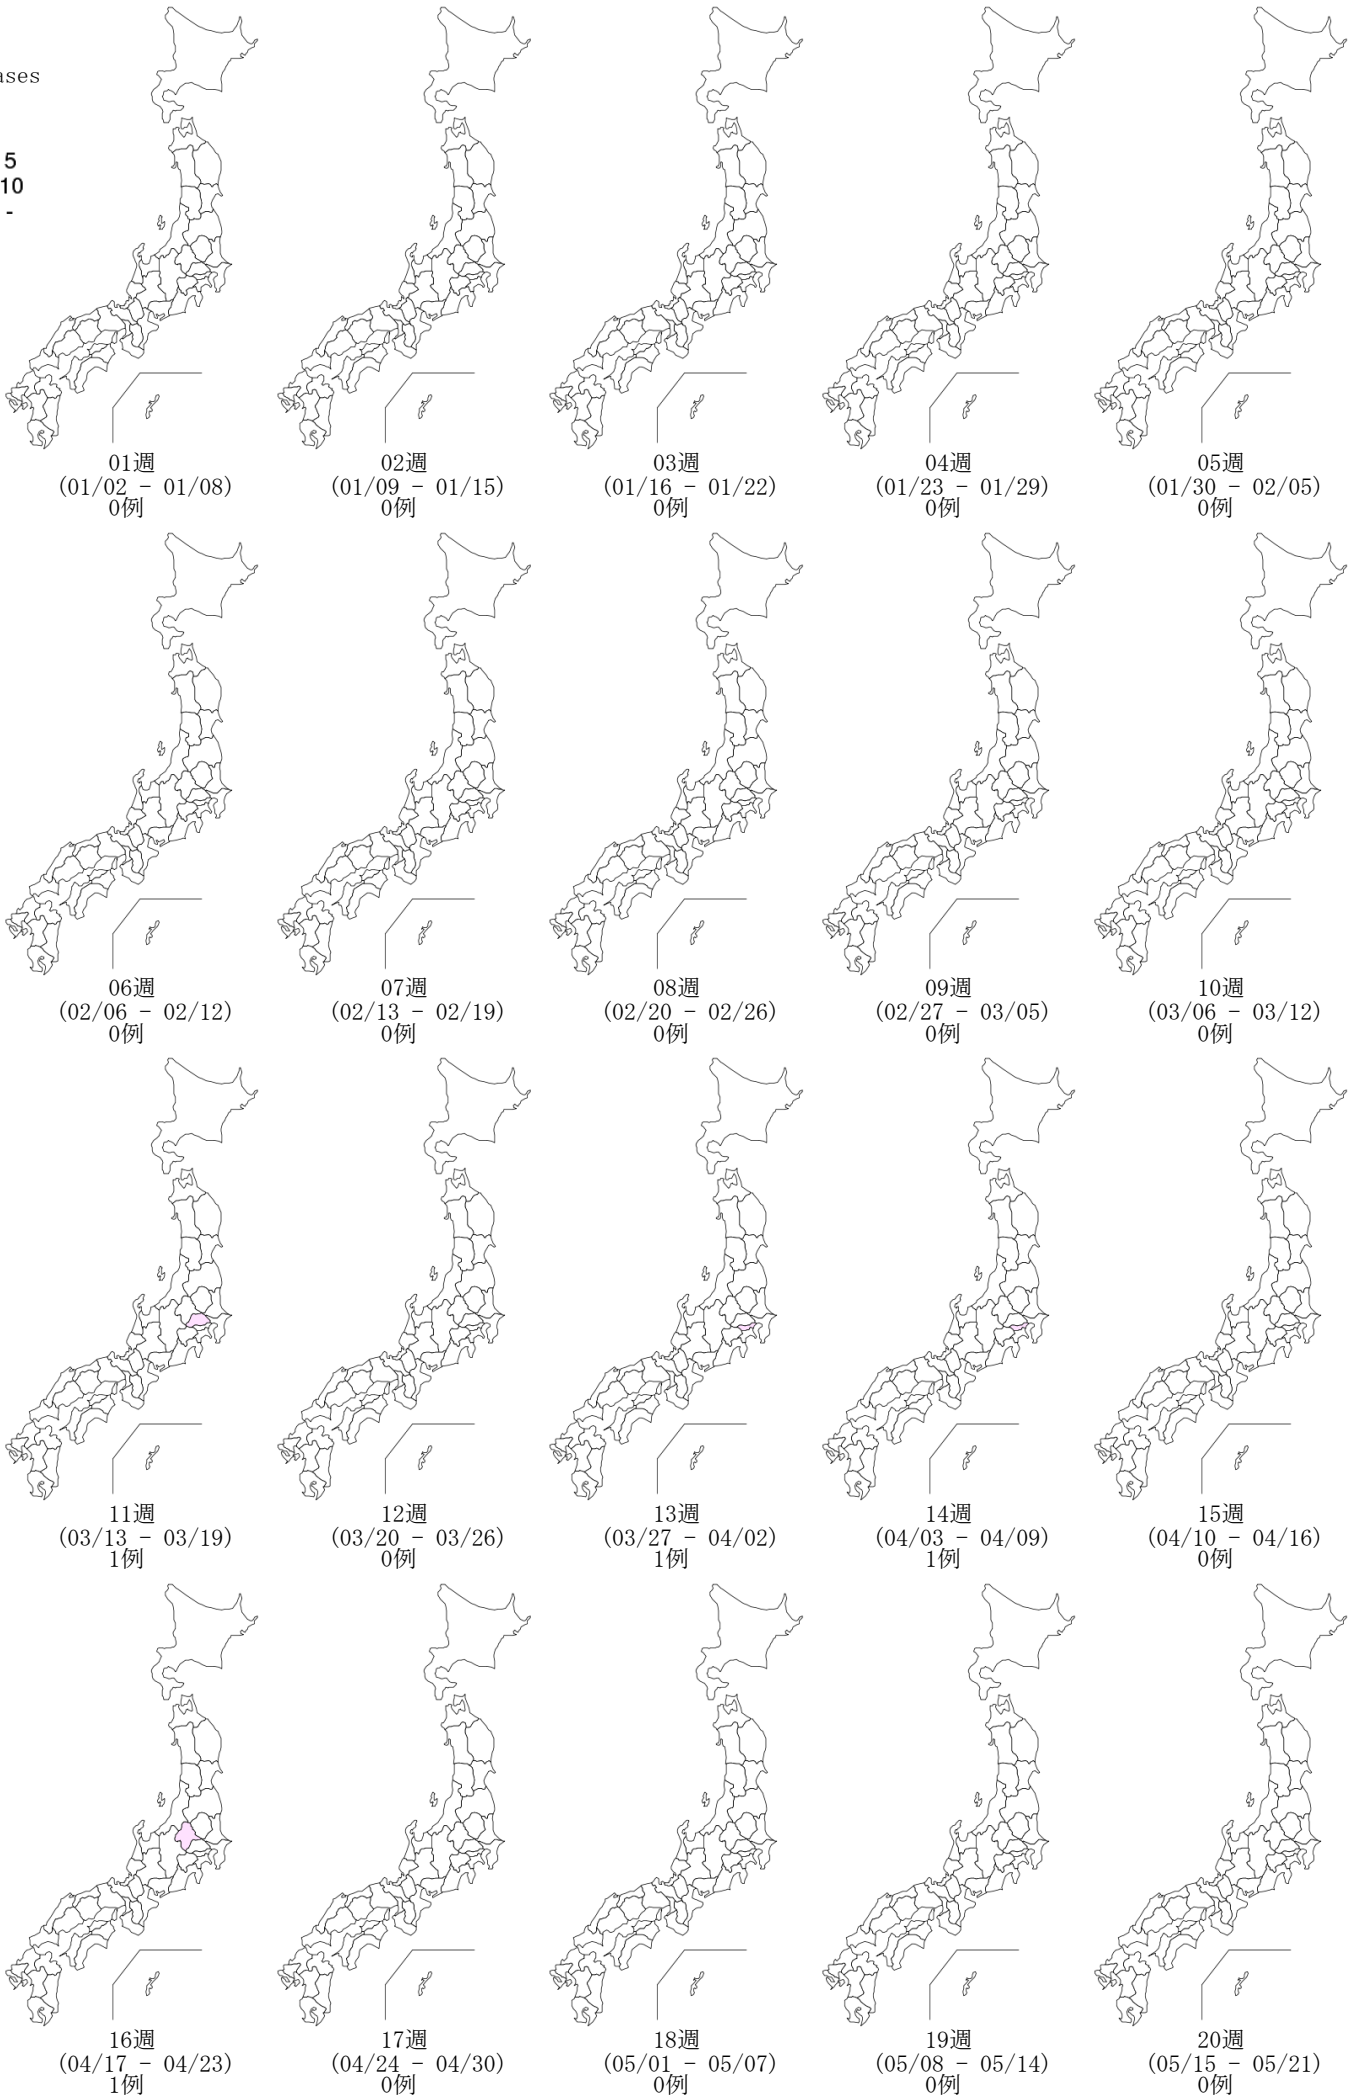 ases
5
10
-
01週
(01/02 - 01/08)
0例
02週
(01/09 - 01/15)
0例
03週
(01/16 - 01/22)
0例
04週
(01/23 - 01/29)
0例
05週
(01/30 - 02/05)
0例
06週
(02/06 - 02/12)
0例
07週
(02/13 - 02/19)
0例
08週
(02/20 - 02/26)
0例
09週
(02/27 - 03/05)
0例
10週
(03/06 - 03/12)
0例
11週
(03/13 - 03/19)
1例
12週
(03/20 - 03/26)
0例
13週
(03/27 - 04/02)
1例
14週
(04/03 - 04/09)
1例
15週
(04/10 - 04/16)
0例
16週
(04/17 - 04/23)
1例
17週
(04/24 - 04/30)
0例
18週
(05/01 - 05/07)
0例
19週
(05/08 - 05/14)
0例
20週
(05/15 - 05/21)
0例